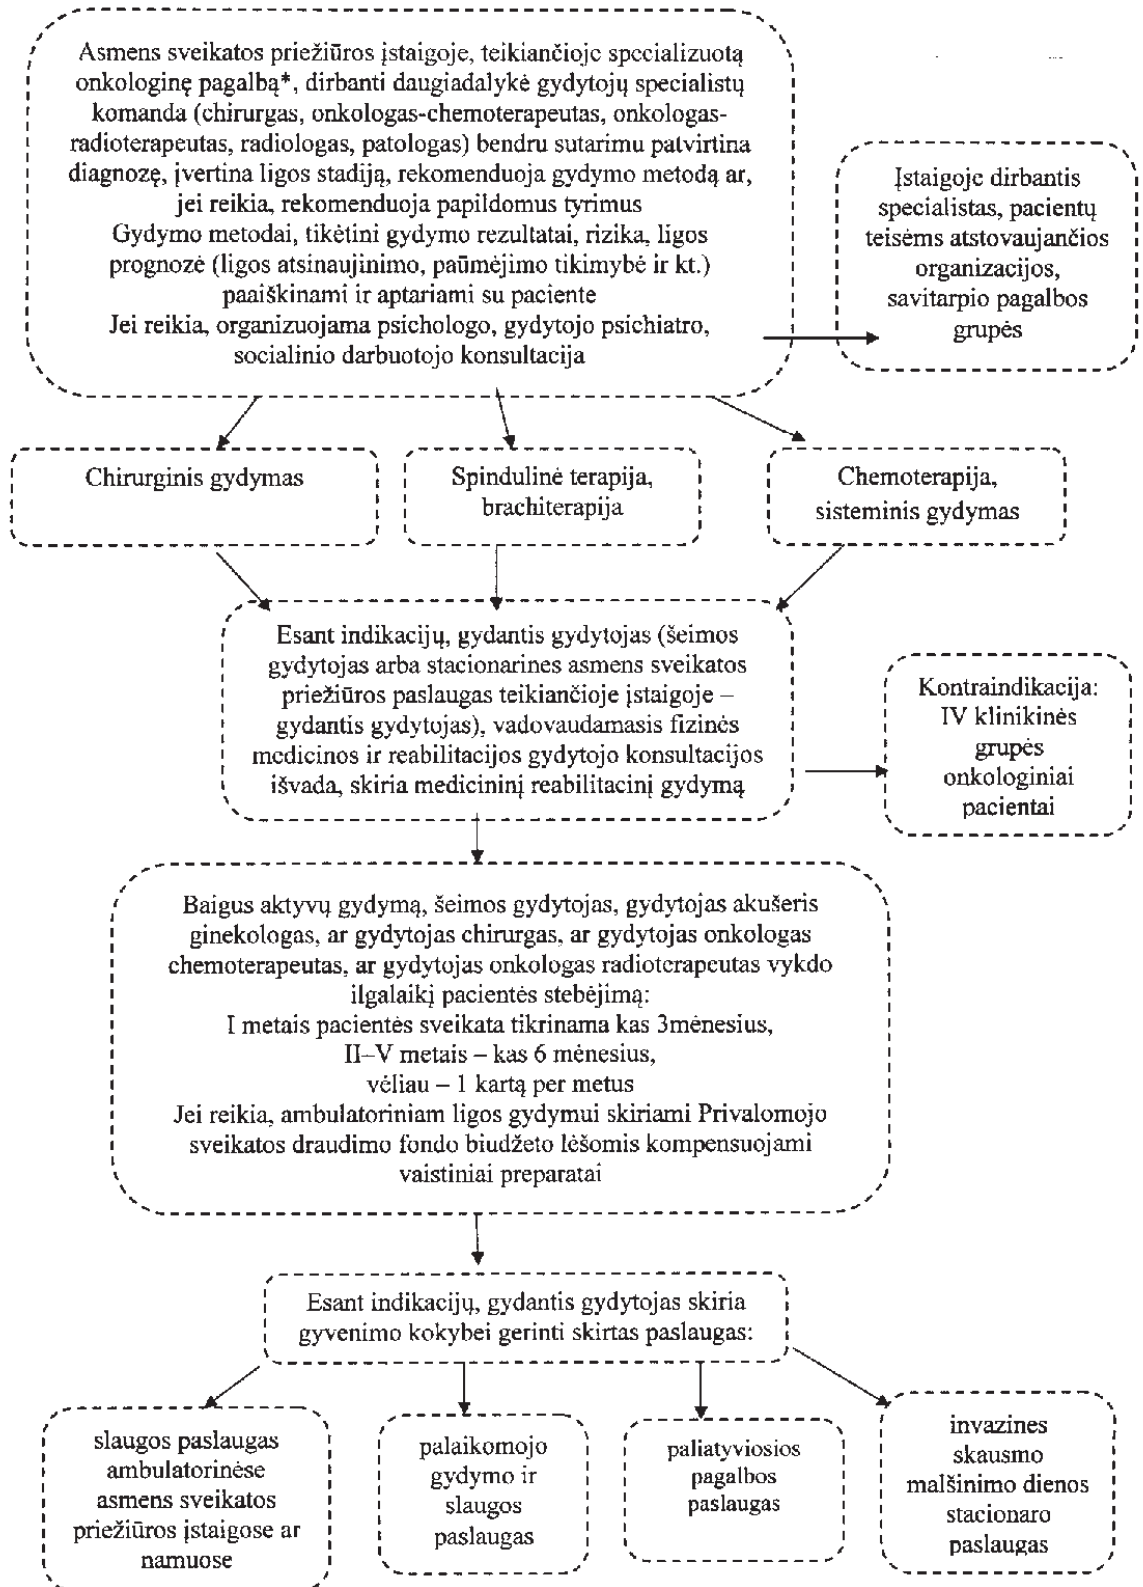 Asmens sveikatos priežiūros įstaigoje, teikiančioje specializuotą
onkologinę pagalbą*, dirbanti daugiadalykė gydytojų specialistų
komanda (chirurgas, onkologas-chemoterapeutas, onkologas-
radioterapeutas, radiologas, patologas) bendru sutarimu patvirtina
diagnozę, įvertina ligos stadiją, rekomenduoja gydymo metodą ar,
jei reikia, rekomenduoja papildomus tyrimus
Gydymo metodai, tikėtini gydymo rezultatai, rizika, ligos
prognozė (ligos atsinaujinimo, paūmėjimo tikimybė ir kt.)
paaiškinami ir aptariami su paciente
Jei reikia, organizuojama psichologo, gydytojo psichiatro,
socialinio darbuotojo konsultacija
Įstaigoje dirbantis
specialistas, pacientų
teisėms atstovaujančios
organizacijos,
savitarpio pagalbos
grupės
Chirurginis gydymas
Spindulinė terapija,
brachiterapija
Chemoterapija,
sisteminis gydymas
Esant indikacijų, gydantis gydytojas (šeimos
gydytojas arba stacionarines asmens sveikatos
priežiūros paslaugas teikiančioje įstaigoje –
gydantis gydytojas), vadovaudamasis fizinės
medicinos ir reabilitacijos gydytojo konsultacijos
išvada, skiria medicininį reabilitacinį gydymą
Kontraindikacija:
IV klinikinės
grupės
onkologiniai
pacientai
Baigus aktyvų gydymą, šeimos gydytojas, gydytojas akušeris
ginekologas, ar gydytojas chirurgas, ar gydytojas onkologas
chemoterapeutas, ar gydytojas onkologas radioterapeutas vykdo
ilgalaikį pacientės stebėjimą:
I metais pacientės sveikata tikrinama kas 3mėnesius,
II–V metais – kas 6 mėnesius,
vėliau – 1 kartą per metus
Jei reikia, ambulatoriniam ligos gydymui skiriami Privalomojo
sveikatos draudimo fondo biudžeto lėšomis kompensuojami
vaistiniai preparatai
Esant indikacijų, gydantis gydytojas skiria
gyvenimo kokybei gerinti skirtas paslaugas:
slaugos paslaugas
ambulatorinėse
asmens sveikatos
priežiūros įstaigose ar
namuose
palaikomojo
gydymo ir
slaugos
paslaugas
paliatyviosios
pagalbos
paslaugas
invazines
skausmo
malšinimo dienos
stacionaro
paslaugas